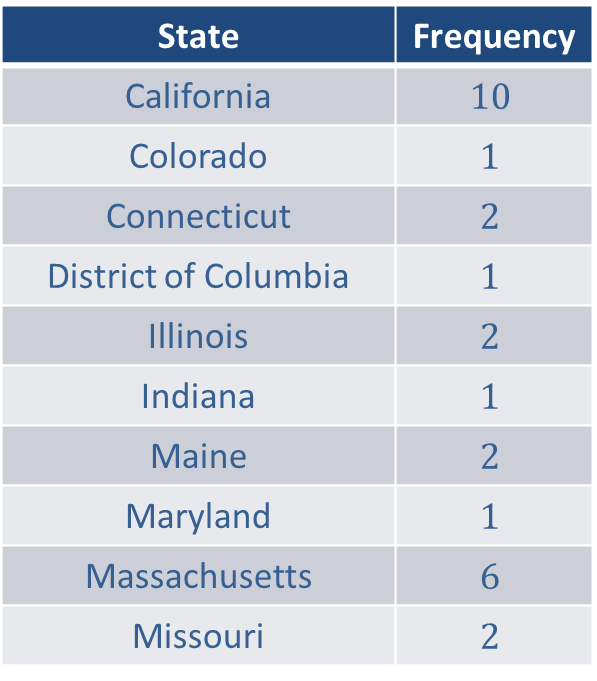 State Frequency
California 10
Colorado 1
Connecticut 2
District of Columbia 1
Illinois 2
Indiana 1
Maine 2
Maryland 1
Massachusetts 6
Missouri 2